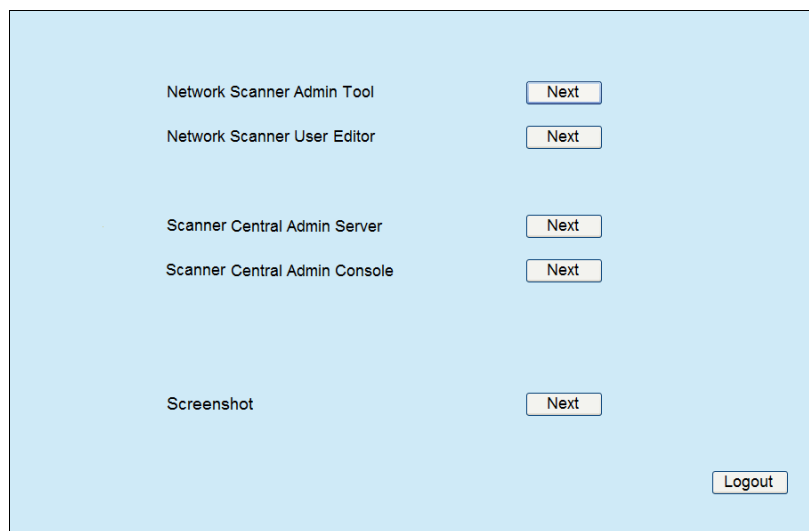 Network Scanner Admin Tool Next
Network Scanner User Editor Next
Scanner Central Admin Server Next
Scanner Central Admin Console Next
Screenshot Next
Logout